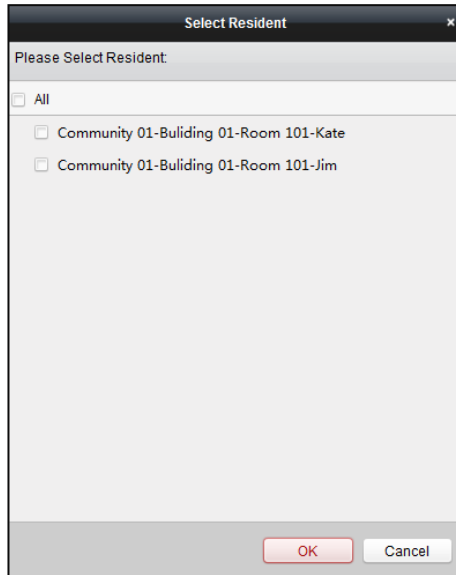 Select Resident
×
Please Select Resident:
All
Community 01-Buliding 01-Room 101-Kate
Community 01-Buliding 01-Room 101-Jim
OK Cancel